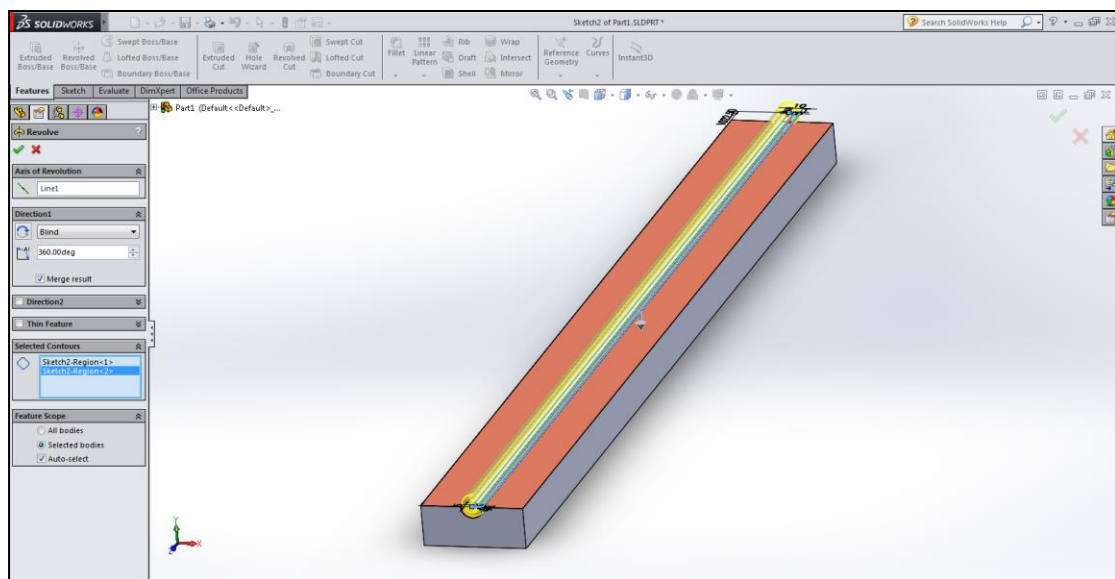 SOLIDWORKS
Sketch2 of Part1.SLDPRT *
Search SolidWorks Help
Extruded Boss/Base
Revolved Boss/Base
Swept Boss/Base
Lofted Boss/Base
Boundary Boss/Base
Extruded Cut
Hole Wizard
Revolved Cut
Swept Cut
Lofted Cut
Boundary Cut
Fillet
Linear Pattern
Rib
Draft
Shell
Wrap
Intersect
Mirror
Reference Geometry
Curves
Instant3D
Features Sketch Evaluate DimXpert Office Products
Part1 (Default<<Default>_...
Revolve ?
Axis of Revolution
Line1
Direction1
Blind
360.00deg
Merge result
Direction2
Thin Feature
Selected Contours
Sketch2-Region<1>
Sketch2-Region<2>
Feature Scope
All bodies
Selected bodies
Auto-select
Y
X
Z